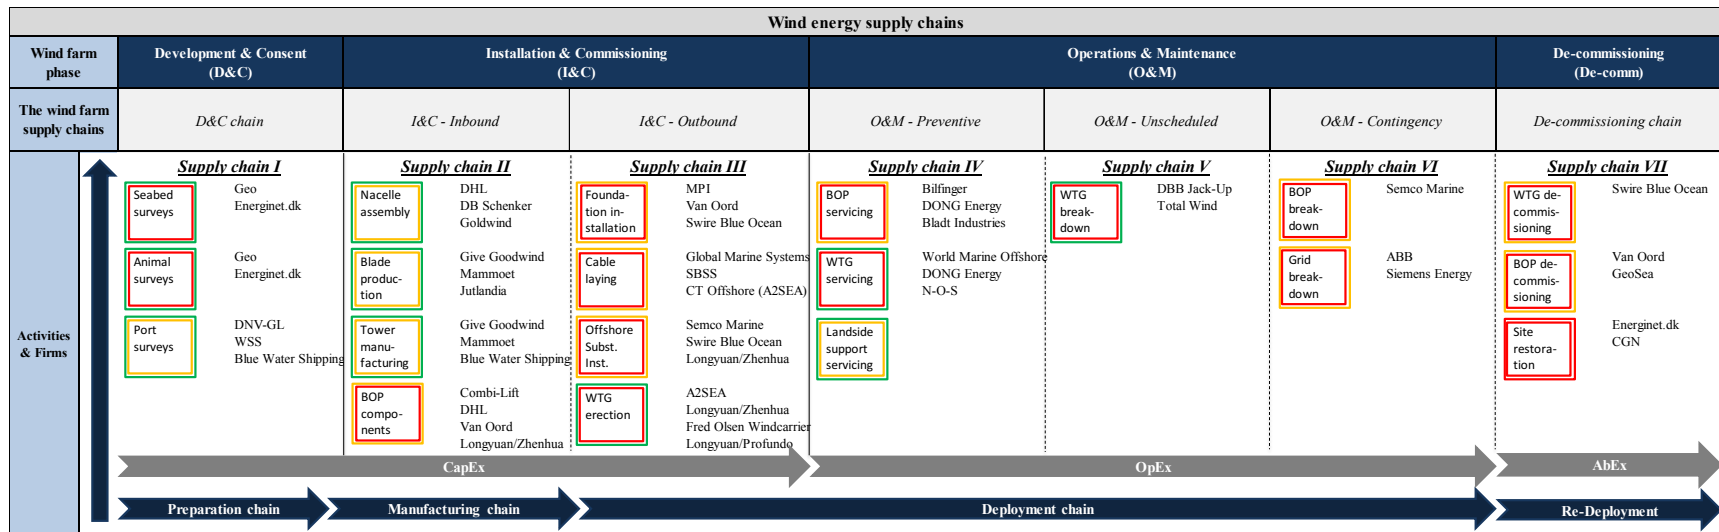 Wind energy supply chains
Wind farm
phase
Development & Consent
(D&C)
Installation & Commissioning
(I&C)
Operations & Maintenance
(O&M)
De-commissioning
(De-comm)
The wind farm
supply chains
D&C chain
I&C - Inbound
I&C - Outbound
O&M - Preventive
O&M - Unscheduled
O&M - Contingency
De-commissioning chain
Activities
& Firms
Supply chain I
Seabed
surveys
Geo
Energinet.dk
Animal
surveys
Geo
Energinet.dk
Port
surveys
DNV-GL
WSS
Blue Water Shipping
Supply chain II
Nacelle
assembly
DHL
DB Schenker
Goldwind
Blade
produc-
tion
Give Goodwind
Mammoet
Jutlandia
Tower
manu-
facturing
Give Goodwind
Mammoet
Blue Water Shipping
BOP
compo-
nents
Combi-Lift
DHL
Van Oord
Longyuan/Zhenhua
Supply chain III
Founda-
tion in-
stallation
MPI
Van Oord
Swire Blue Ocean
Cable
laying
Global Marine Systems
SBSS
CT Offshore (A2SEA)
Offshore
Subst.
Inst.
Semco Marine
Swire Blue Ocean
Longyuan/Zhenhua
WTG
erection
A2SEA
Longyuan/Zhenhua
Fred Olsen Windcarrier
Longyuan/Profundo
Supply chain IV
BOP
servicing
Bilfinger
DONG Energy
Bladt Industries
WTG
servicing
World Marine Offshore
DONG Energy
N-O-S
Landside
support
servicing
Supply chain V
WTG
break-
down
DBB Jack-Up
Total Wind
Supply chain VI
BOP
break-
down
Semco Marine
Grid
break-
down
ABB
Siemens Energy
Supply chain VII
WTG de-
commis-
sioning
Swire Blue Ocean
BOP de-
commis-
sioning
Van Oord
GeoSea
Site
restora-
tion
Energinet.dk
CGN
CapEx
OpEx
AbEx
Preparation chain
Manufacturing chain
Deployment chain
Re-Deployment